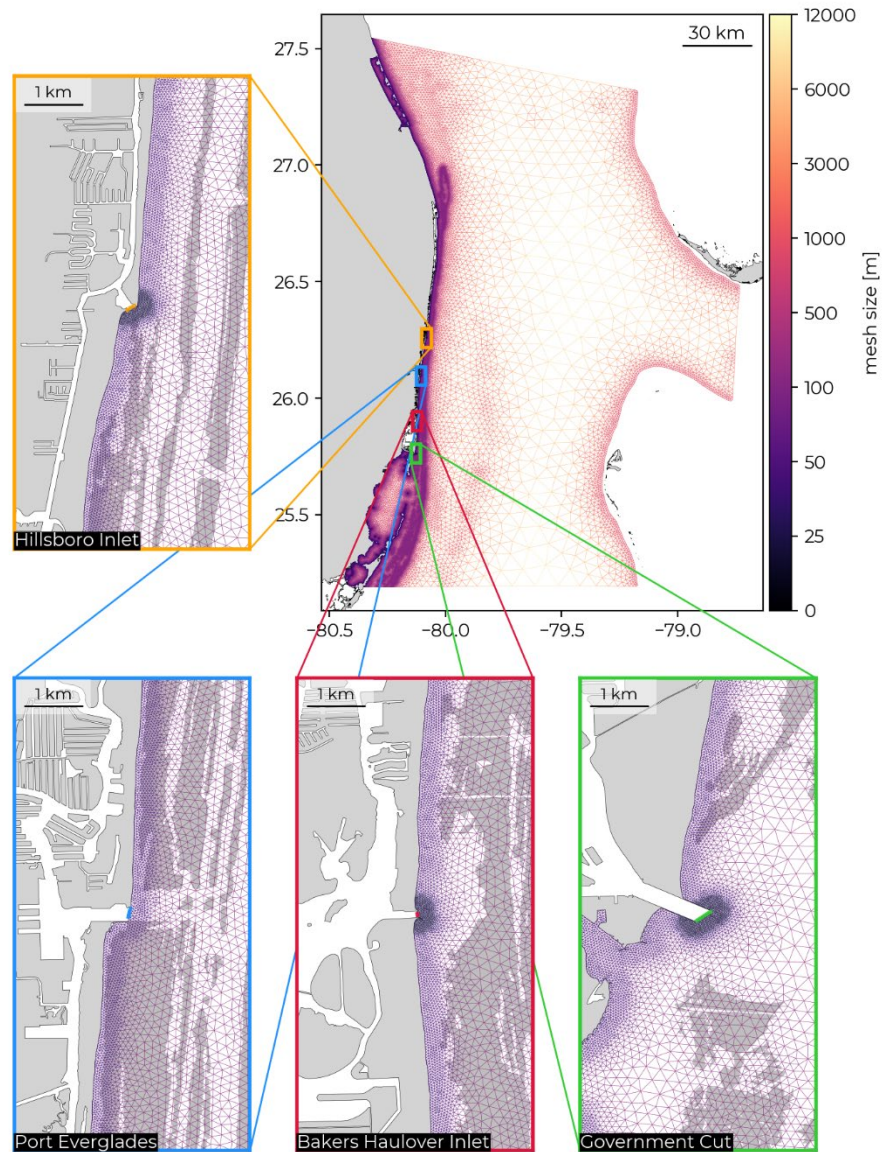 30 km
27.5
27.0
26.5
26.0
25.5
−80.5
−80.0
−79.5
−79.0
12000
6000
3000
1000
500
100
50
25
0
mesh size [m]
1 km
Hillsboro Inlet
1 km
Port Everglades
1 km
Bakers Haulover Inlet
1 km
Government Cut